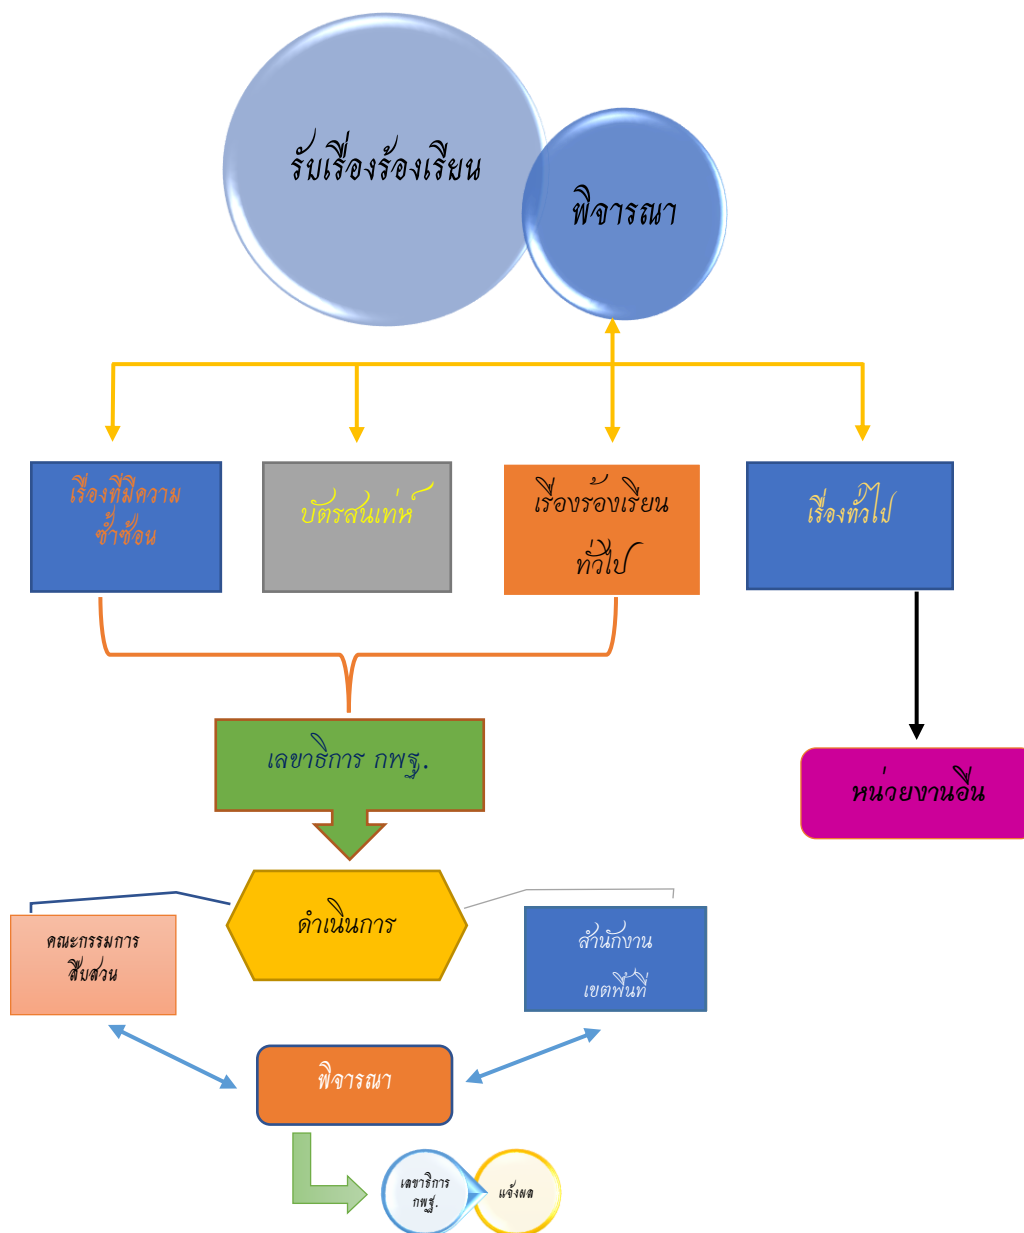 รับเรื่องร้องเรียน
พิจารณา
เรื่องที่มีความ
ซ้ำซ้อน
บัตรสนเท่ห์
เรื่องร้องเรียน
ทั่วไป
เรื่องทั่วไป
เลขาธิการ กพฐ.
หน่วยงานอื่น
ดำเนินการ
คณะกรรมการ
สืบสวน
สำนักงาน
เขตพื้นที่
พิจารณา
เลขาธิการ
กพฐ.
แจ้งผล